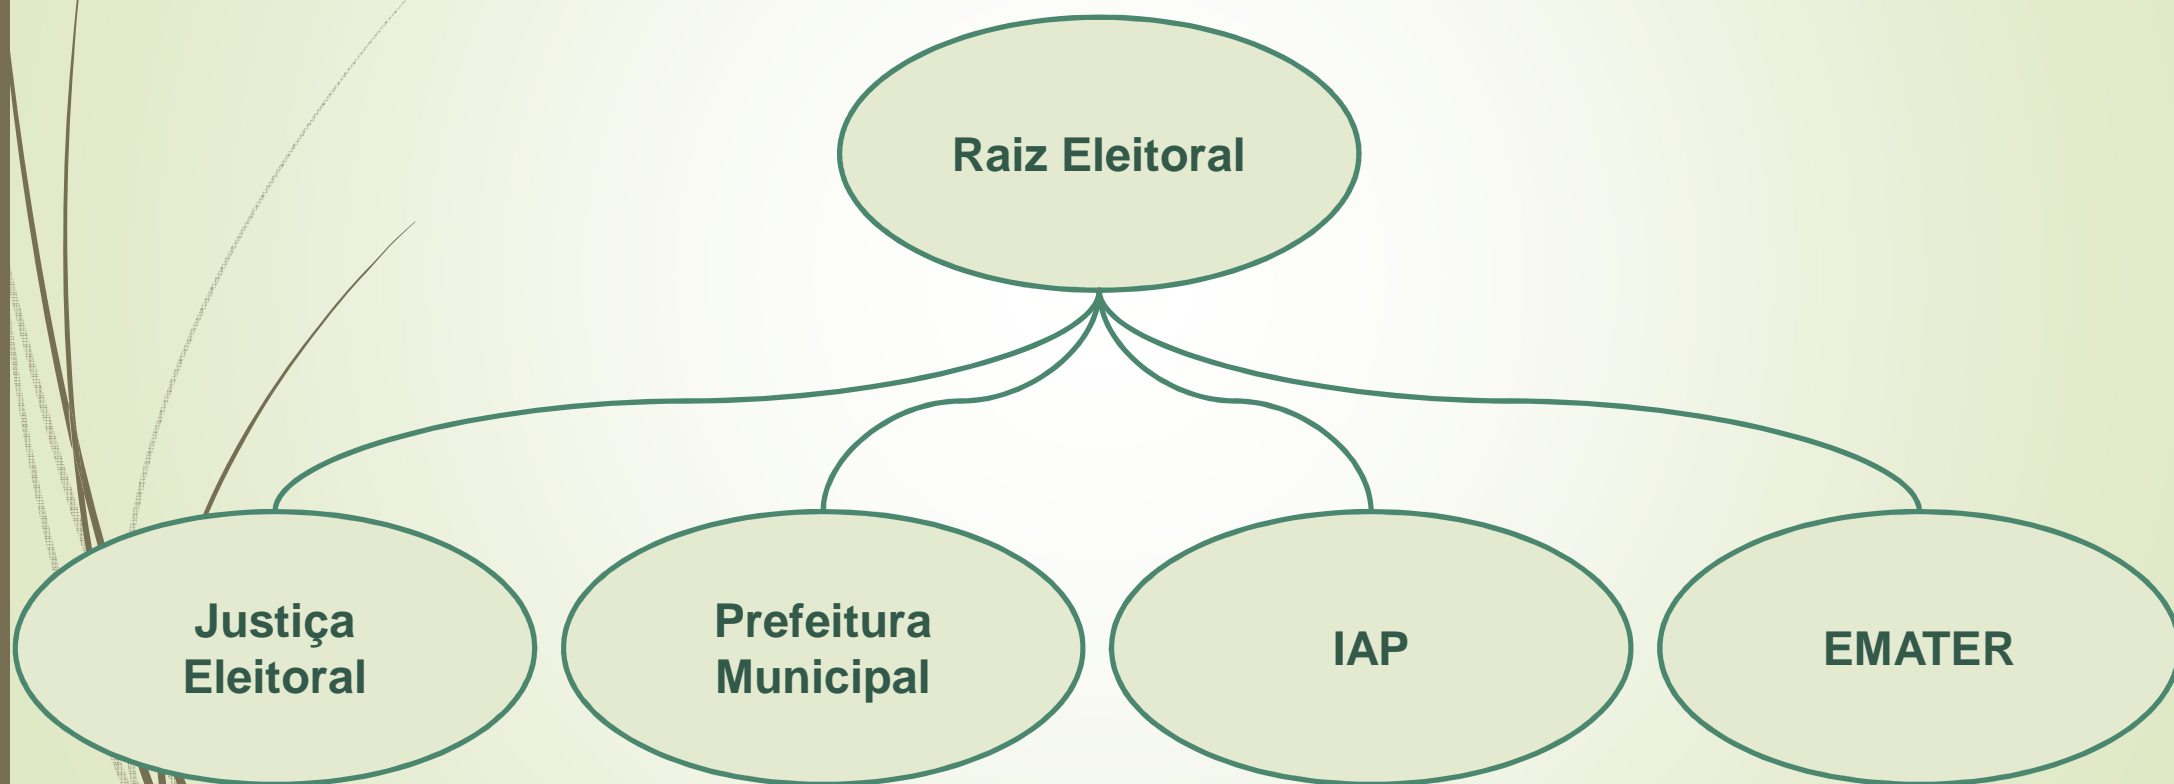 Raiz Eleitoral
Justiça
Eleitoral
Prefeitura
Municipal
IAP
EMATER